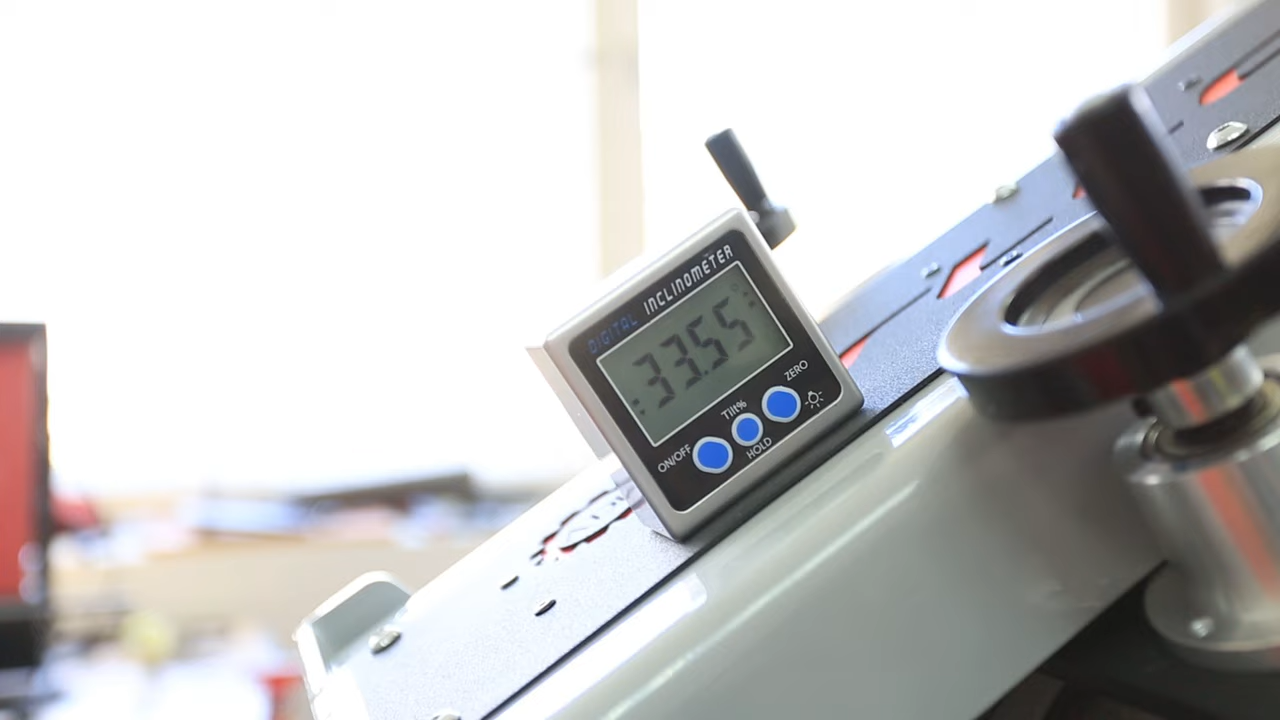 DIGITAL INCLINOMETER
33.55°
ZERO
Tilt%
ON/OFF
HOLD